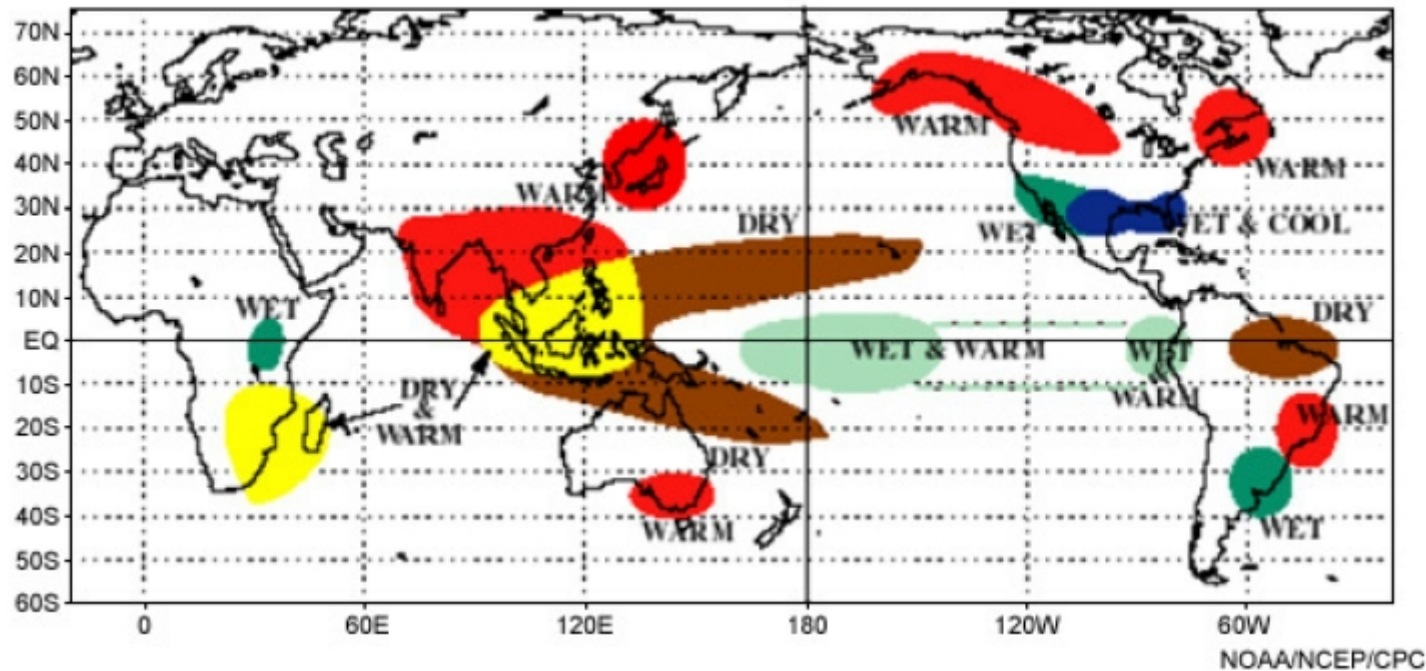 70N
60N
50N
40N
30N
20N
10N
EQ
10S
20S
30S
40S
50S
60S
WARM
WARM
WARM
DRY
WET
ET & COOL
WET
DRY
WET & WARM
WET
&
WARM
DRY
&
WARM
WARM
DRY
WARM
WET
0
60E
120E
180
120W
60W
NOAA/NCEP/CPC